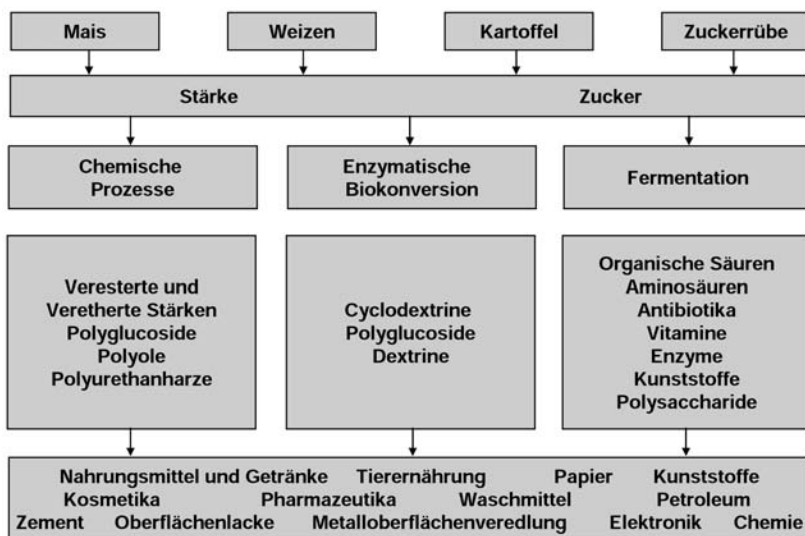 Mais
Weizen
Kartoffel
Zuckerrübe
Stärke Zucker
Chemische
Prozesse
Enzymatische
Biokonversion
Fermentation
Veresterte und
Veretherte Stärken
Polyglucoside
Polyole
Polyurethanharze
Cyclodextrine
Polyglucoside
Dextrine
Organische Säuren
Aminosäuren
Antibiotika
Vitamine
Enzyme
Kunststoffe
Polysaccharide
Nahrungsmittel und Getränke Tierernährung Papier Kunststoffe
Kosmetika Pharmazeutika Waschmittel Petroleum
Zement Oberflächenlacke Metalloberflächenveredlung Elektronik Chemie